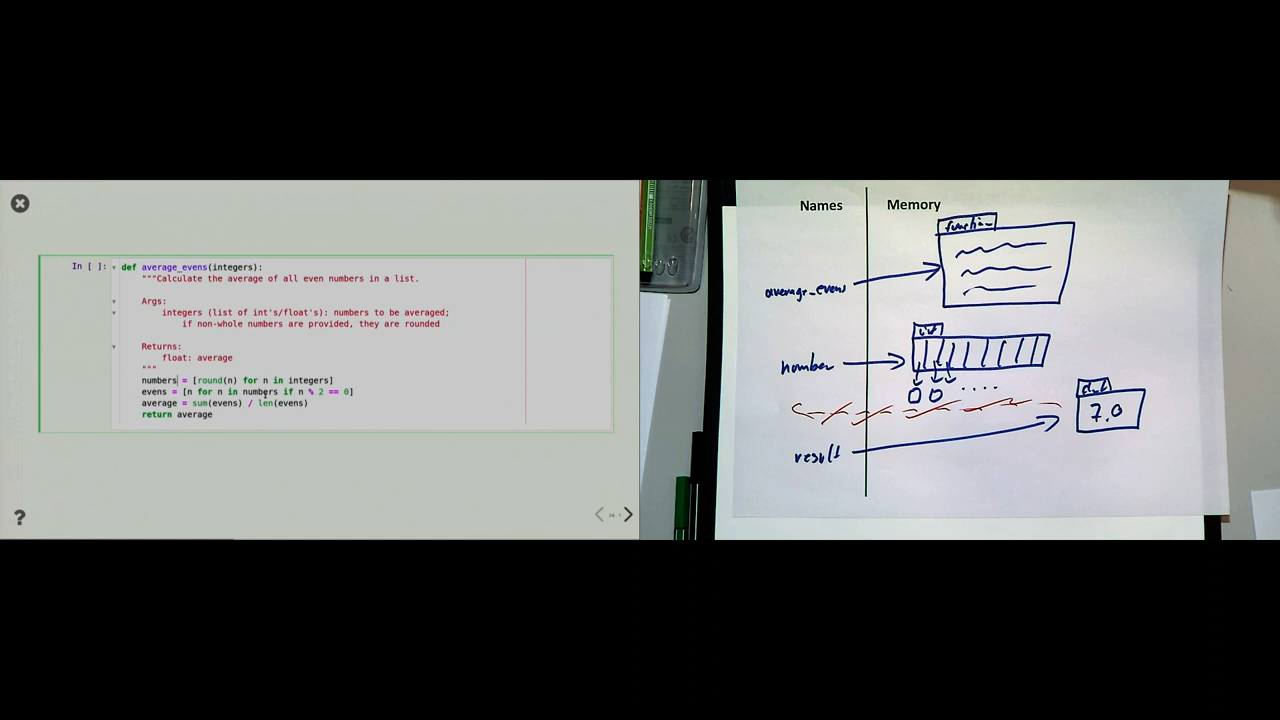 In [ ]: def average_evens(integers):
"""Calculate the average of all even numbers in a list.
Args:
integers (list of int's/float's): numbers to be averaged;
if non-whole numbers are provided, they are rounded
Returns:
float: average
"""
numbers = [round(n) for n in integers]
evens = [n for n in numbers if n % 2 == 0]
average = sum(evens) / len(evens)
return average
?
Names Memory
function
average_evens
list
number
....
7.0
result